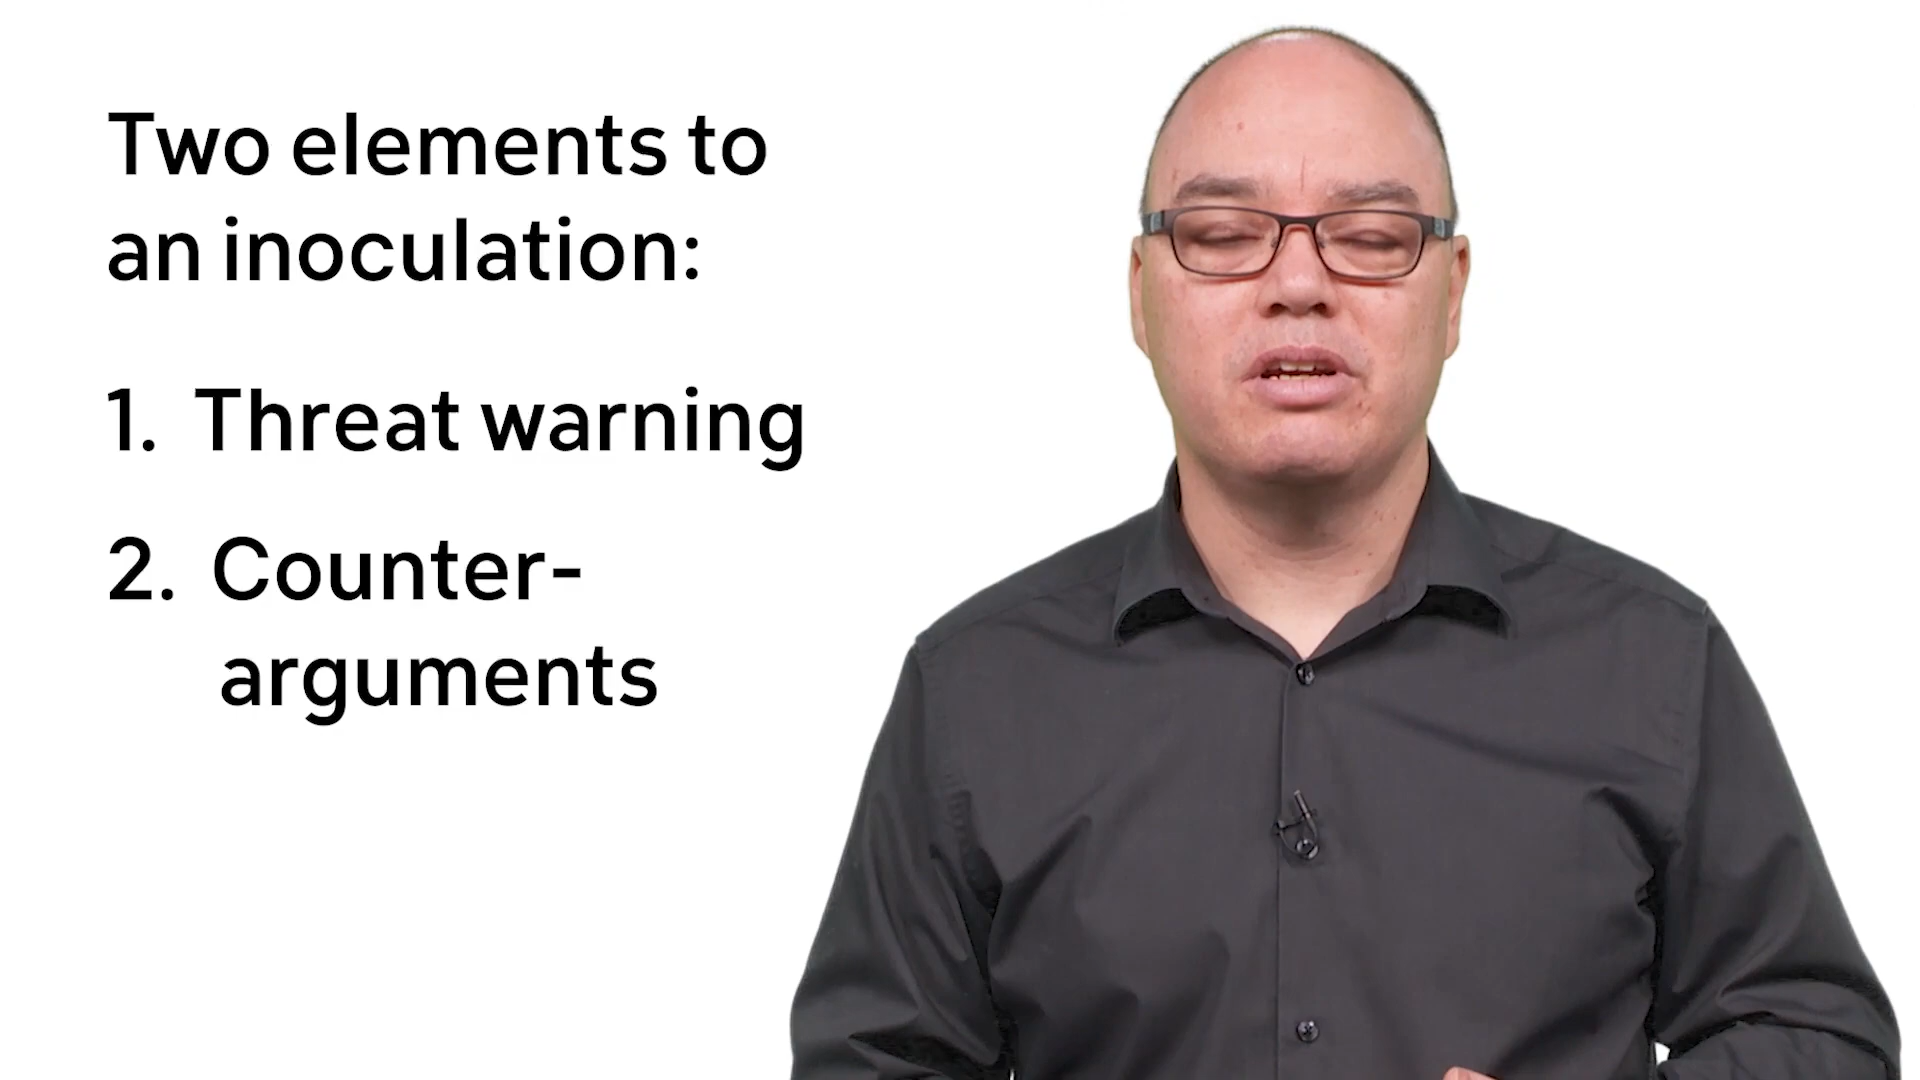 Two elements to
an inoculation:
1. Threat warning
2. Counter-
arguments